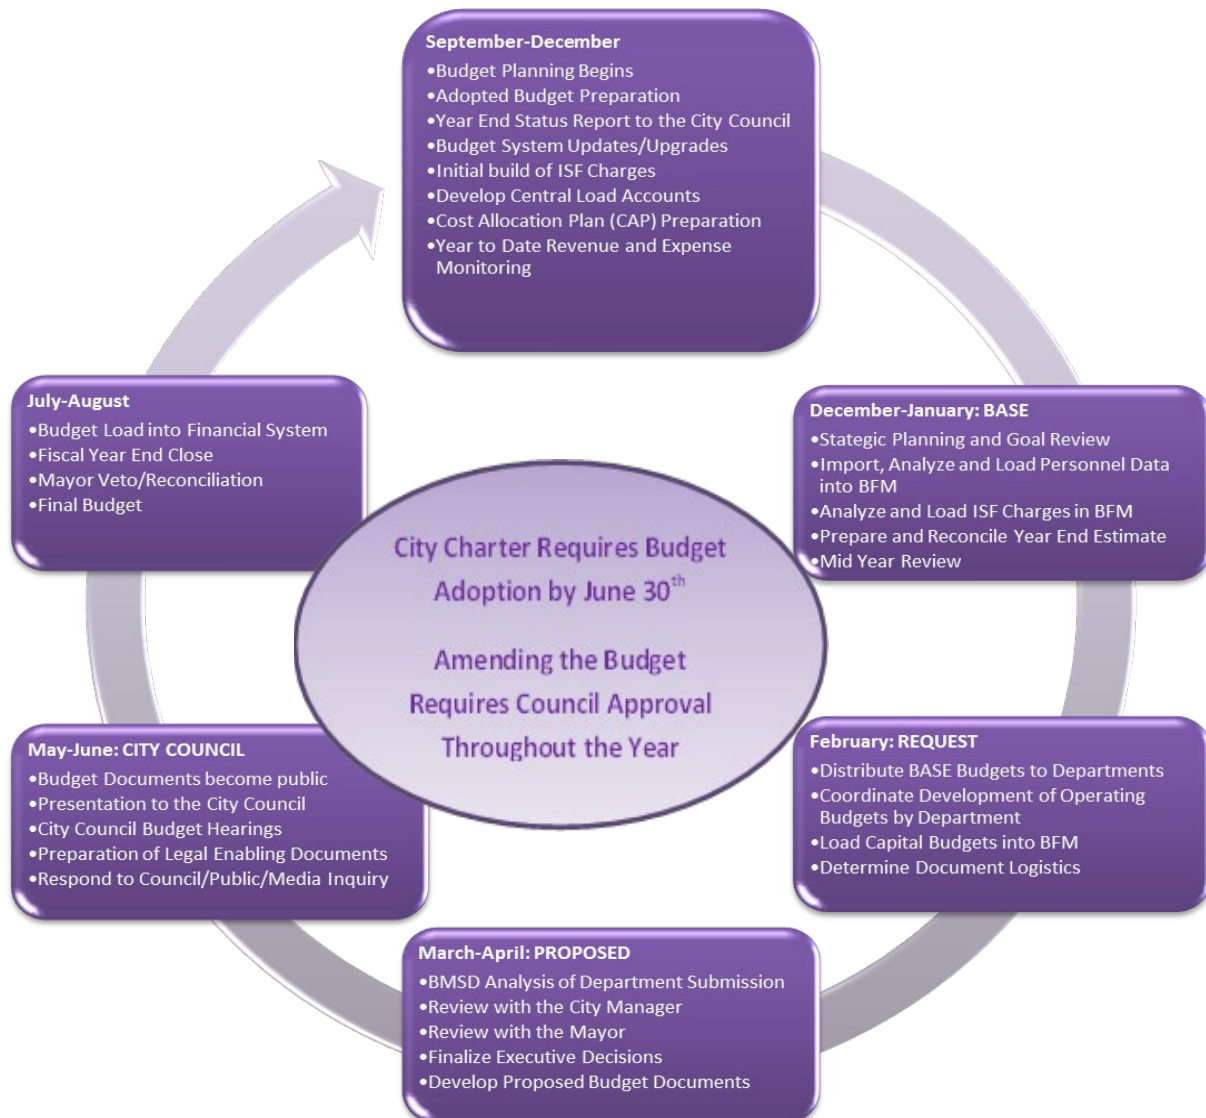 September-December
•Budget Planning Begins
•Adopted Budget Preparation
•Year End Status Report to the City Council
•Budget System Updates/Upgrades
•Initial build of ISF Charges
•Develop Central Load Accounts
•Cost Allocation Plan (CAP) Preparation
•Year to Date Revenue and Expense
Monitoring
December-January: BASE
•Stategic Planning and Goal Review
•Import, Analyze and Load Personnel Data
into BFM
•Analyze and Load ISF Charges in BFM
•Prepare and Reconcile Year End Estimate
•Mid Year Review
February: REQUEST
•Distribute BASE Budgets to Departments
•Coordinate Development of Operating
Budgets by Department
•Load Capital Budgets into BFM
•Determine Document Logistics
March-April: PROPOSED
•BMSD Analysis of Department Submission
•Review with the City Manager
•Review with the Mayor
•Finalize Executive Decisions
•Develop Proposed Budget Documents
May-June: CITY COUNCIL
•Budget Documents become public
•Presentation to the City Council
•City Council Budget Hearings
•Preparation of Legal Enabling Documents
•Respond to Council/Public/Media Inquiry
July-August
•Budget Load into Financial System
•Fiscal Year End Close
•Mayor Veto/Reconciliation
•Final Budget
City Charter Requires Budget
Adoption by June 30th
Amending the Budget
Requires Council Approval
Throughout the Year